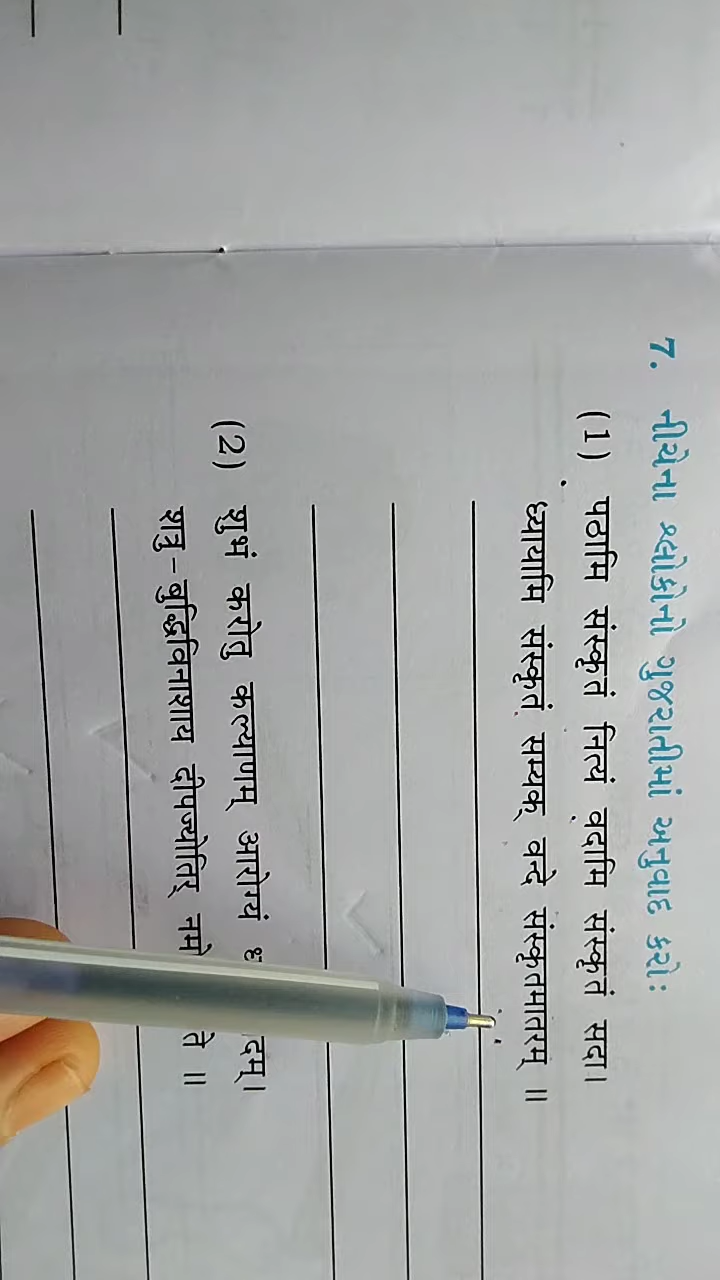 7. નીચેના શ્લોકોનો ગુજરાતીમાં અનુવાદ કરો:
(1) पठामि संस्कृतं नित्यं वदामि संस्कृतं सदा।
ध्यायामि संस्कृतं सम्यक् वन्दे संस्कृतमातरम् ॥
(2) शुभं करोतु कल्याणम् आरोग्यं
शत्रु - बुद्धिविनाशाय दीपज्योतिर्